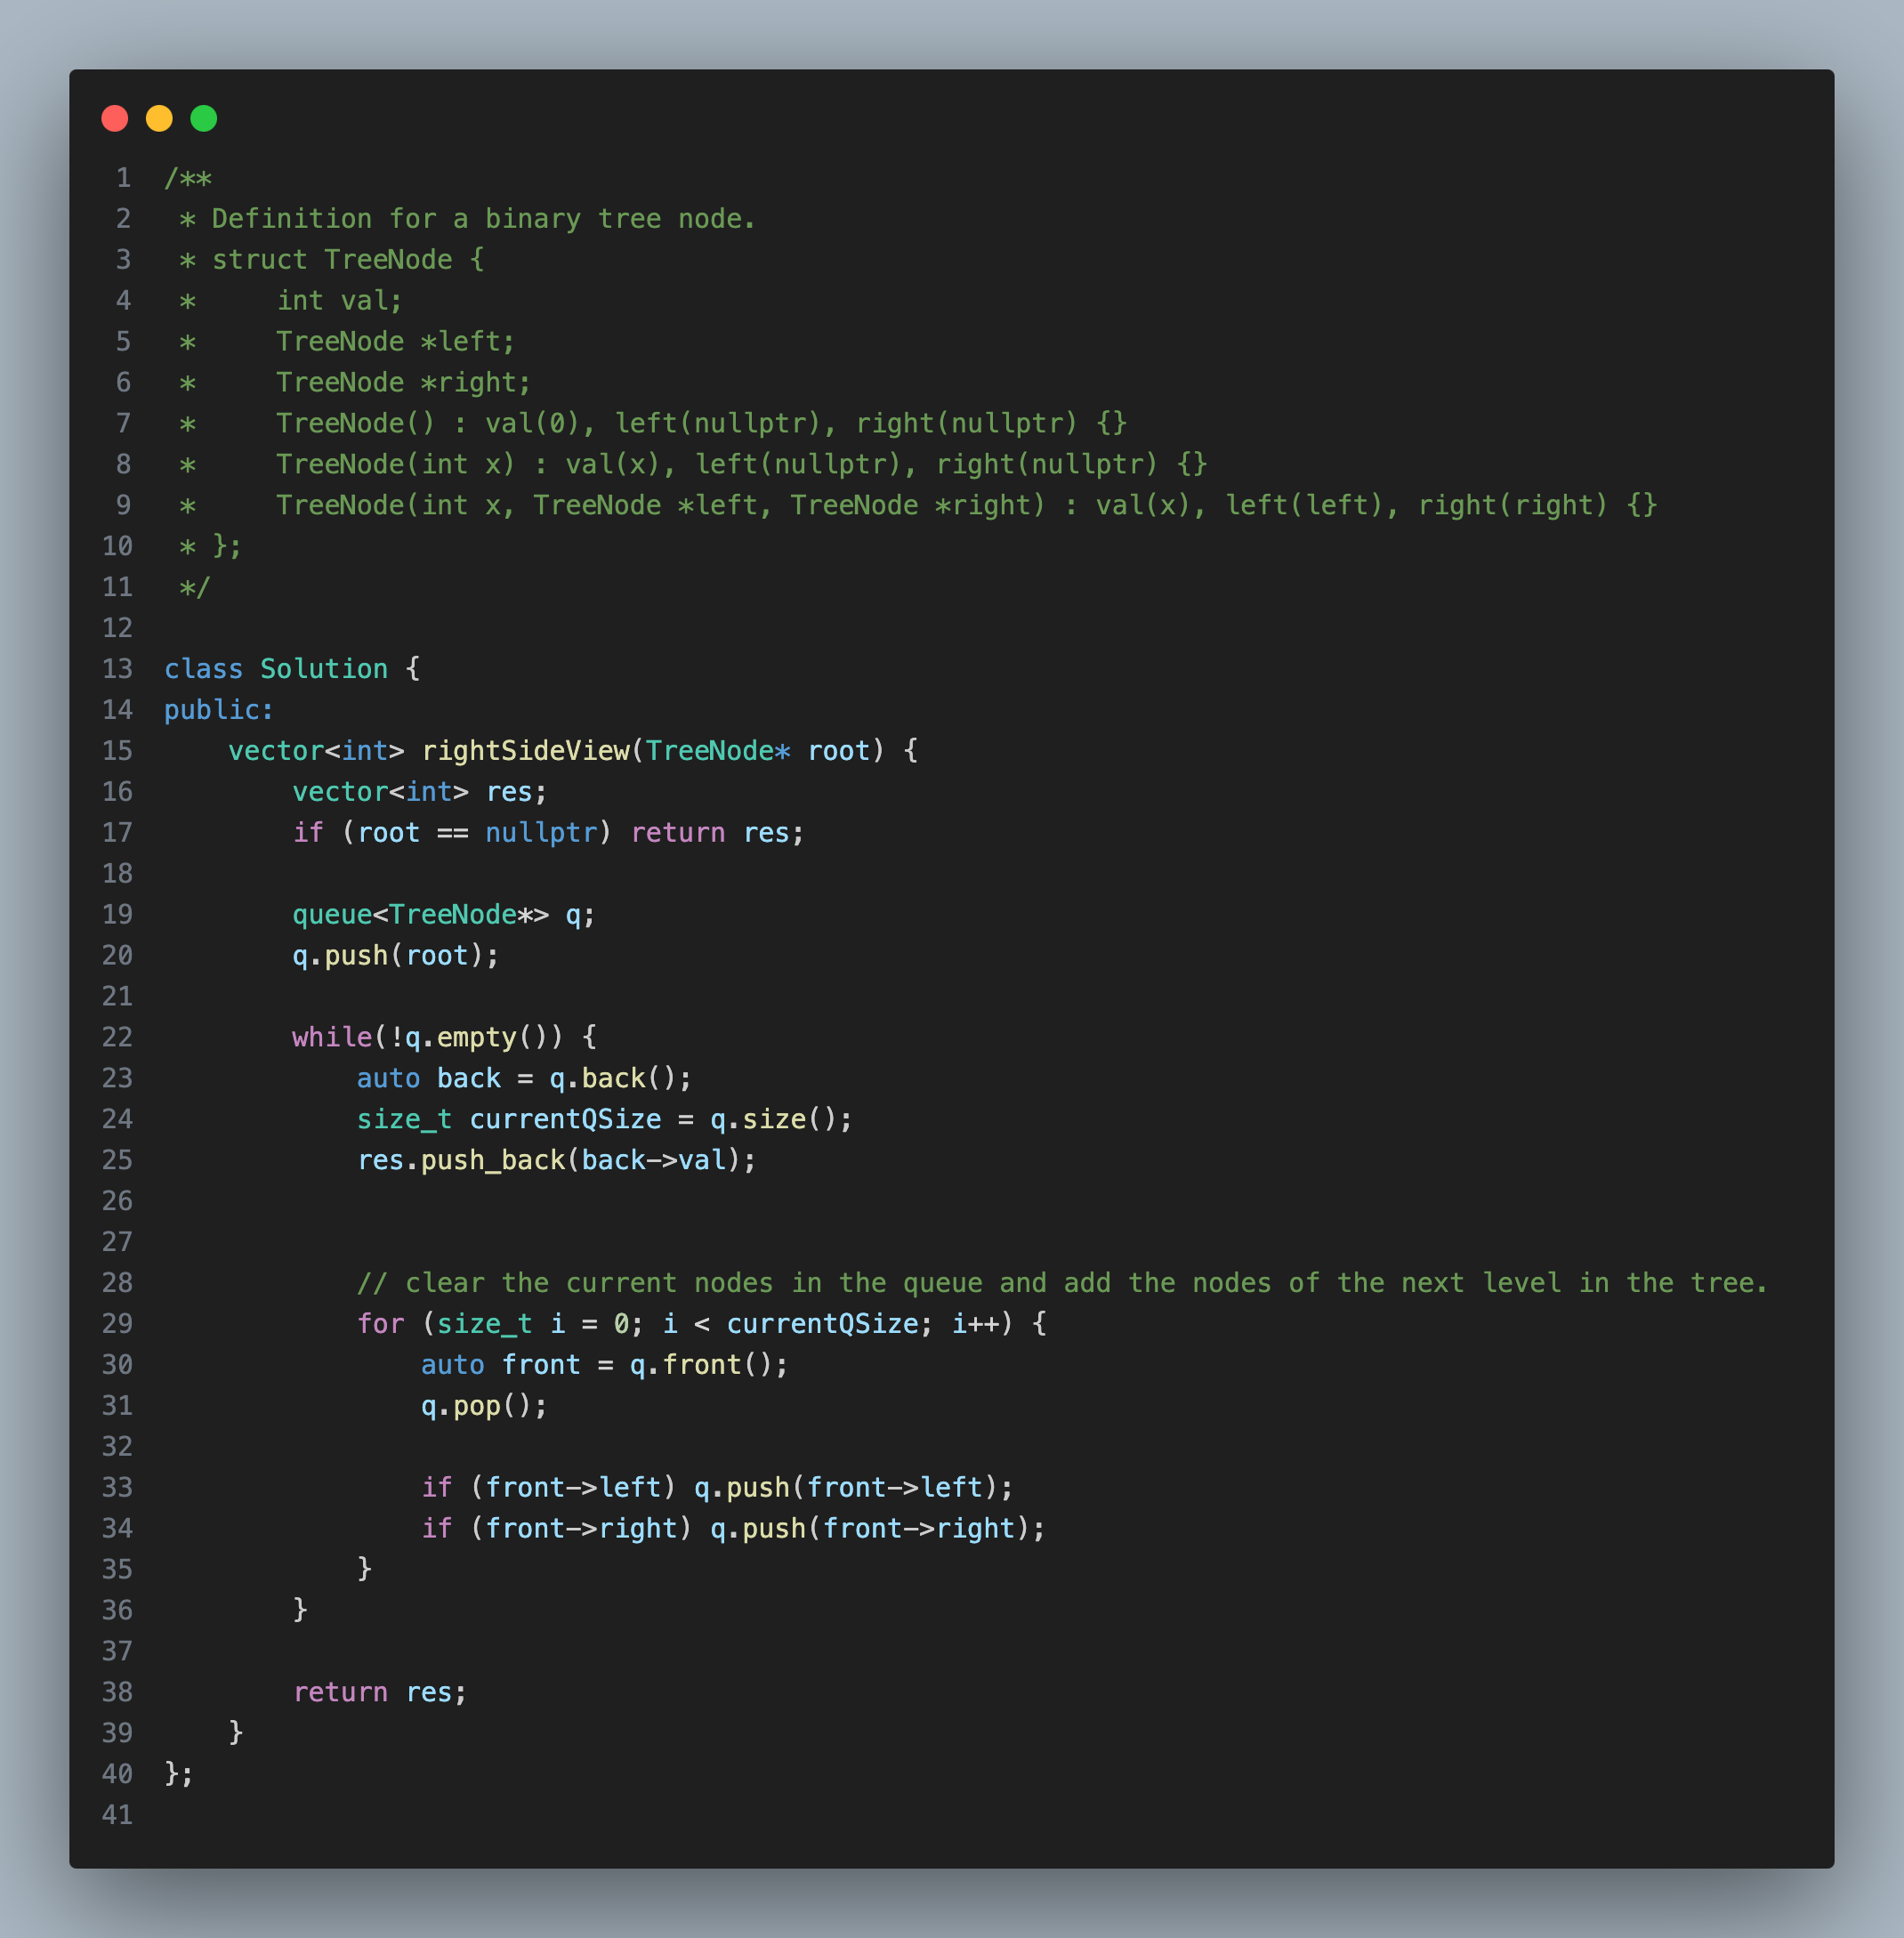 1 /**
2  * Definition for a binary tree node.
3  * struct TreeNode {
4  *     int val;
5  *     TreeNode *left;
6  *     TreeNode *right;
7  *     TreeNode() : val(0), left(nullptr), right(nullptr) {}
8  *     TreeNode(int x) : val(x), left(nullptr), right(nullptr) {}
9  *     TreeNode(int x, TreeNode *left, TreeNode *right) : val(x), left(left), right(right) {}
10  * };
11  */
12
13 class Solution {
14 public:
15     vector<int> rightSideView(TreeNode* root) {
16         vector<int> res;
17         if (root == nullptr) return res;
18
19         queue<TreeNode*> q;
20         q.push(root);
21
22         while(!q.empty()) {
23             auto back = q.back();
24             size_t currentQSize = q.size();
25             res.push_back(back->val);
26
27
28             // clear the current nodes in the queue and add the nodes of the next level in the tree.
29             for (size_t i = 0; i < currentQSize; i++) {
30                 auto front = q.front();
31                 q.pop();
32
33                 if (front->left) q.push(front->left);
34                 if (front->right) q.push(front->right);
35             }
36         }
37
38         return res;
39     }
40 };
41